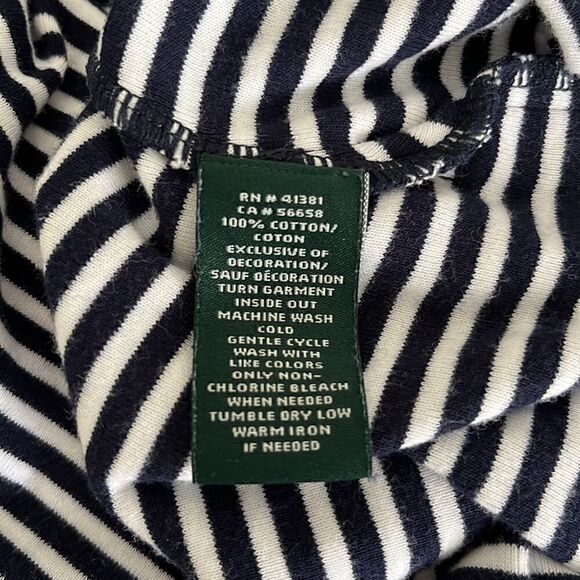 RN # 41381
CA # 56658
100% COTTON/
COTON
EXCLUSIVE OF
DECORATION/
SAUF DÉCORATION
TURN GARMENT
INSIDE OUT
MACHINE WASH
COLD
GENTLE CYCLE
WASH WITH
LIKE COLORS
ONLY NON-
CHLORINE BLEACH
WHEN NEEDED
TUMBLE DRY LOW
WARM IRON
IF NEEDED